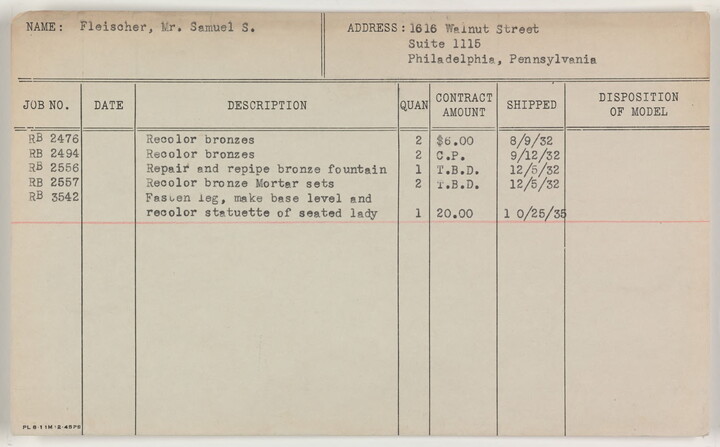 NAME: Fleischer, Mr. Samuel S. ADDRESS: 1616 Walnut Street
Suite 1115
Philadelphia, Pennsylvania
JOB NO. DATE DESCRIPTION QUAN CONTRACT AMOUNT SHIPPED DISPOSITION OF MODEL
RB 2476 Recolor bronzes 2 $6.00 8/9/32
RB 2494 Recolor bronzes 2 C.P. 9/12/32
RB 2556 Repair and repipe bronze fountain 1 T.B.D. 12/5/32
RB 2557 Recolor bronze Mortar sets 2 T.B.D. 12/5/32
RB 3542 Fasten leg, make base level and
recolor statuette of seated lady 1 20.00 1 0/25/35